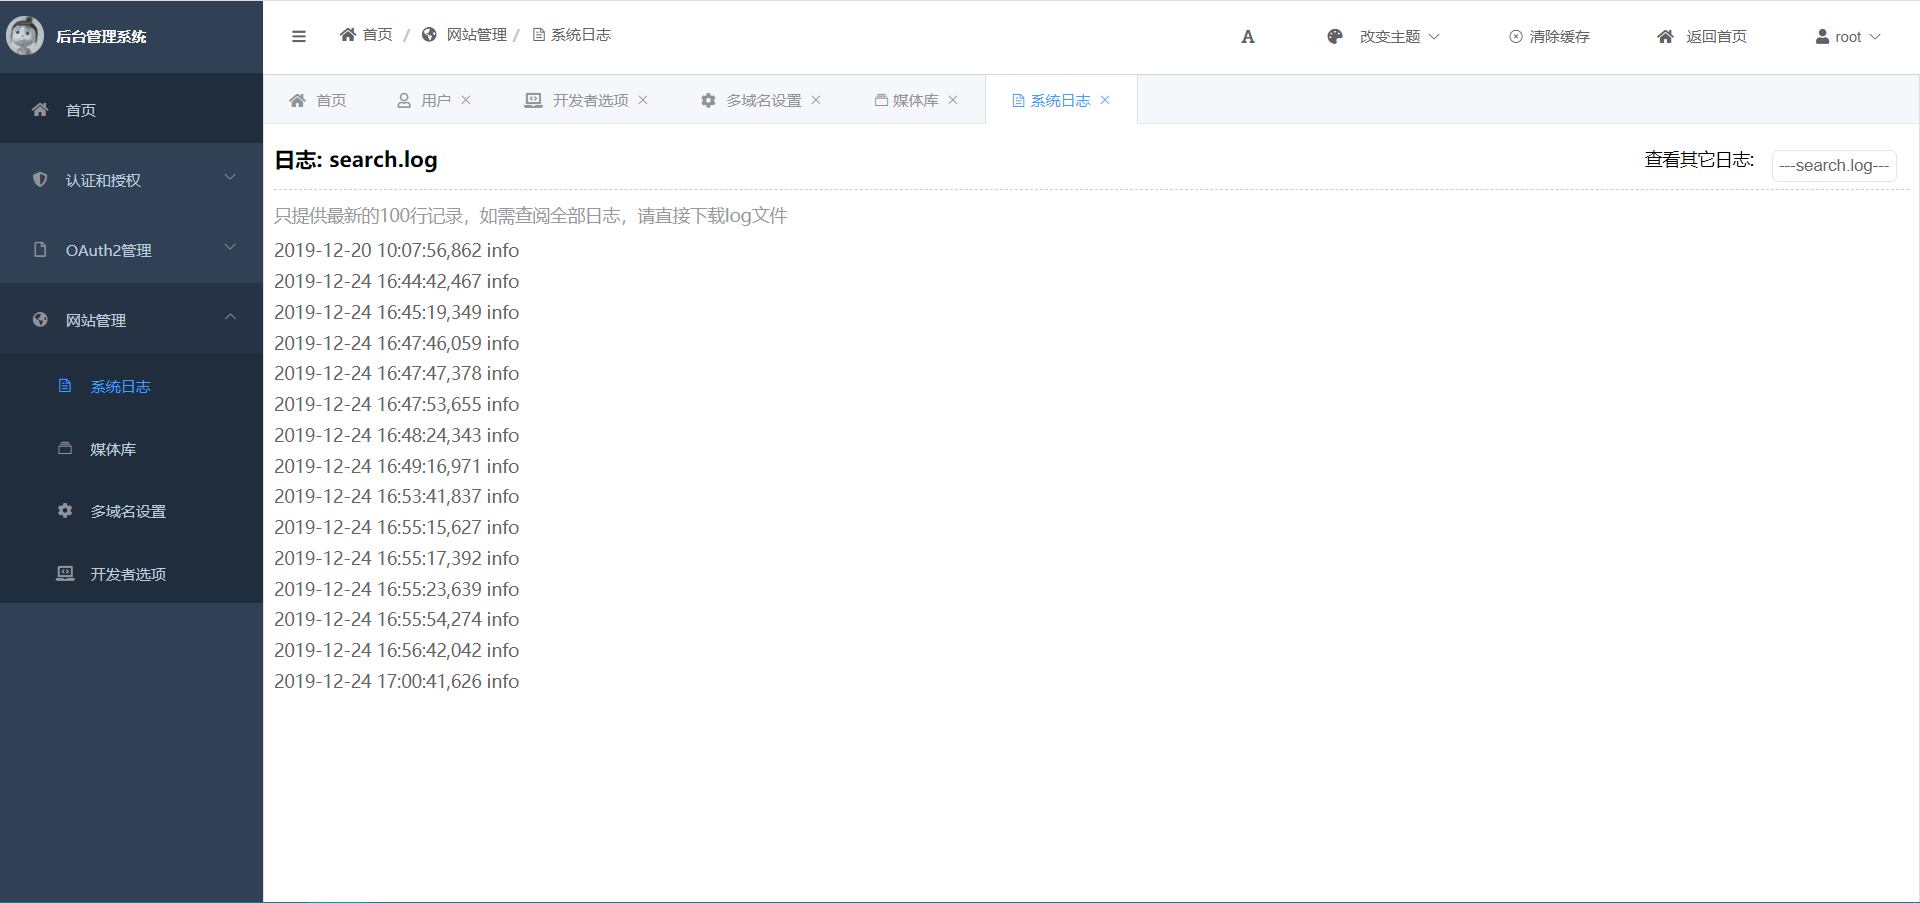 后台管理系统
首页 / 网站管理 / 系统日志
改变主题
清除缓存
返回首页
root
首页
认证和授权
OAuth2管理
网站管理
系统日志
媒体库
多域名设置
开发者选项
首页
用户
开发者选项
多域名设置
媒体库
系统日志
日志: search.log
查看其它日志:
---search.log---
只提供最新的100行记录，如需查阅全部日志，请直接下载log文件
2019-12-20 10:07:56,862 info
2019-12-24 16:44:42,467 info
2019-12-24 16:45:19,349 info
2019-12-24 16:47:46,059 info
2019-12-24 16:47:47,378 info
2019-12-24 16:47:53,655 info
2019-12-24 16:48:24,343 info
2019-12-24 16:49:16,971 info
2019-12-24 16:53:41,837 info
2019-12-24 16:55:15,627 info
2019-12-24 16:55:17,392 info
2019-12-24 16:55:23,639 info
2019-12-24 16:55:54,274 info
2019-12-24 16:56:42,042 info
2019-12-24 17:00:41,626 info